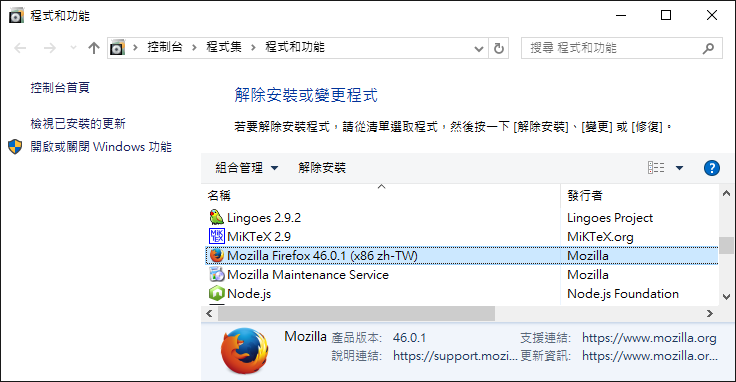 程式和功能
控制台 程式集 程式和功能
搜尋 程式和功能
控制台首頁
檢視已安裝的更新
開啟或關閉 Windows 功能
解除安裝或變更程式
若要解除安裝程式，請從清單選取程式，然後按一下 [解除安裝]、[變更] 或 [修復]。
組合管理 解除安裝
名稱 發行者
Lingoes 2.9.2 Lingoes Project
MiKTeX 2.9 MiKTeX.org
Mozilla Firefox 46.0.1 (x86 zh-TW) Mozilla
Mozilla Maintenance Service Mozilla
Node.js Node.js Foundation
Mozilla 產品版本: 46.0.1 支援連結: https://www.mozilla.org
說明連結: https://support.mozi... 更新資訊: https://www.mozilla.or...